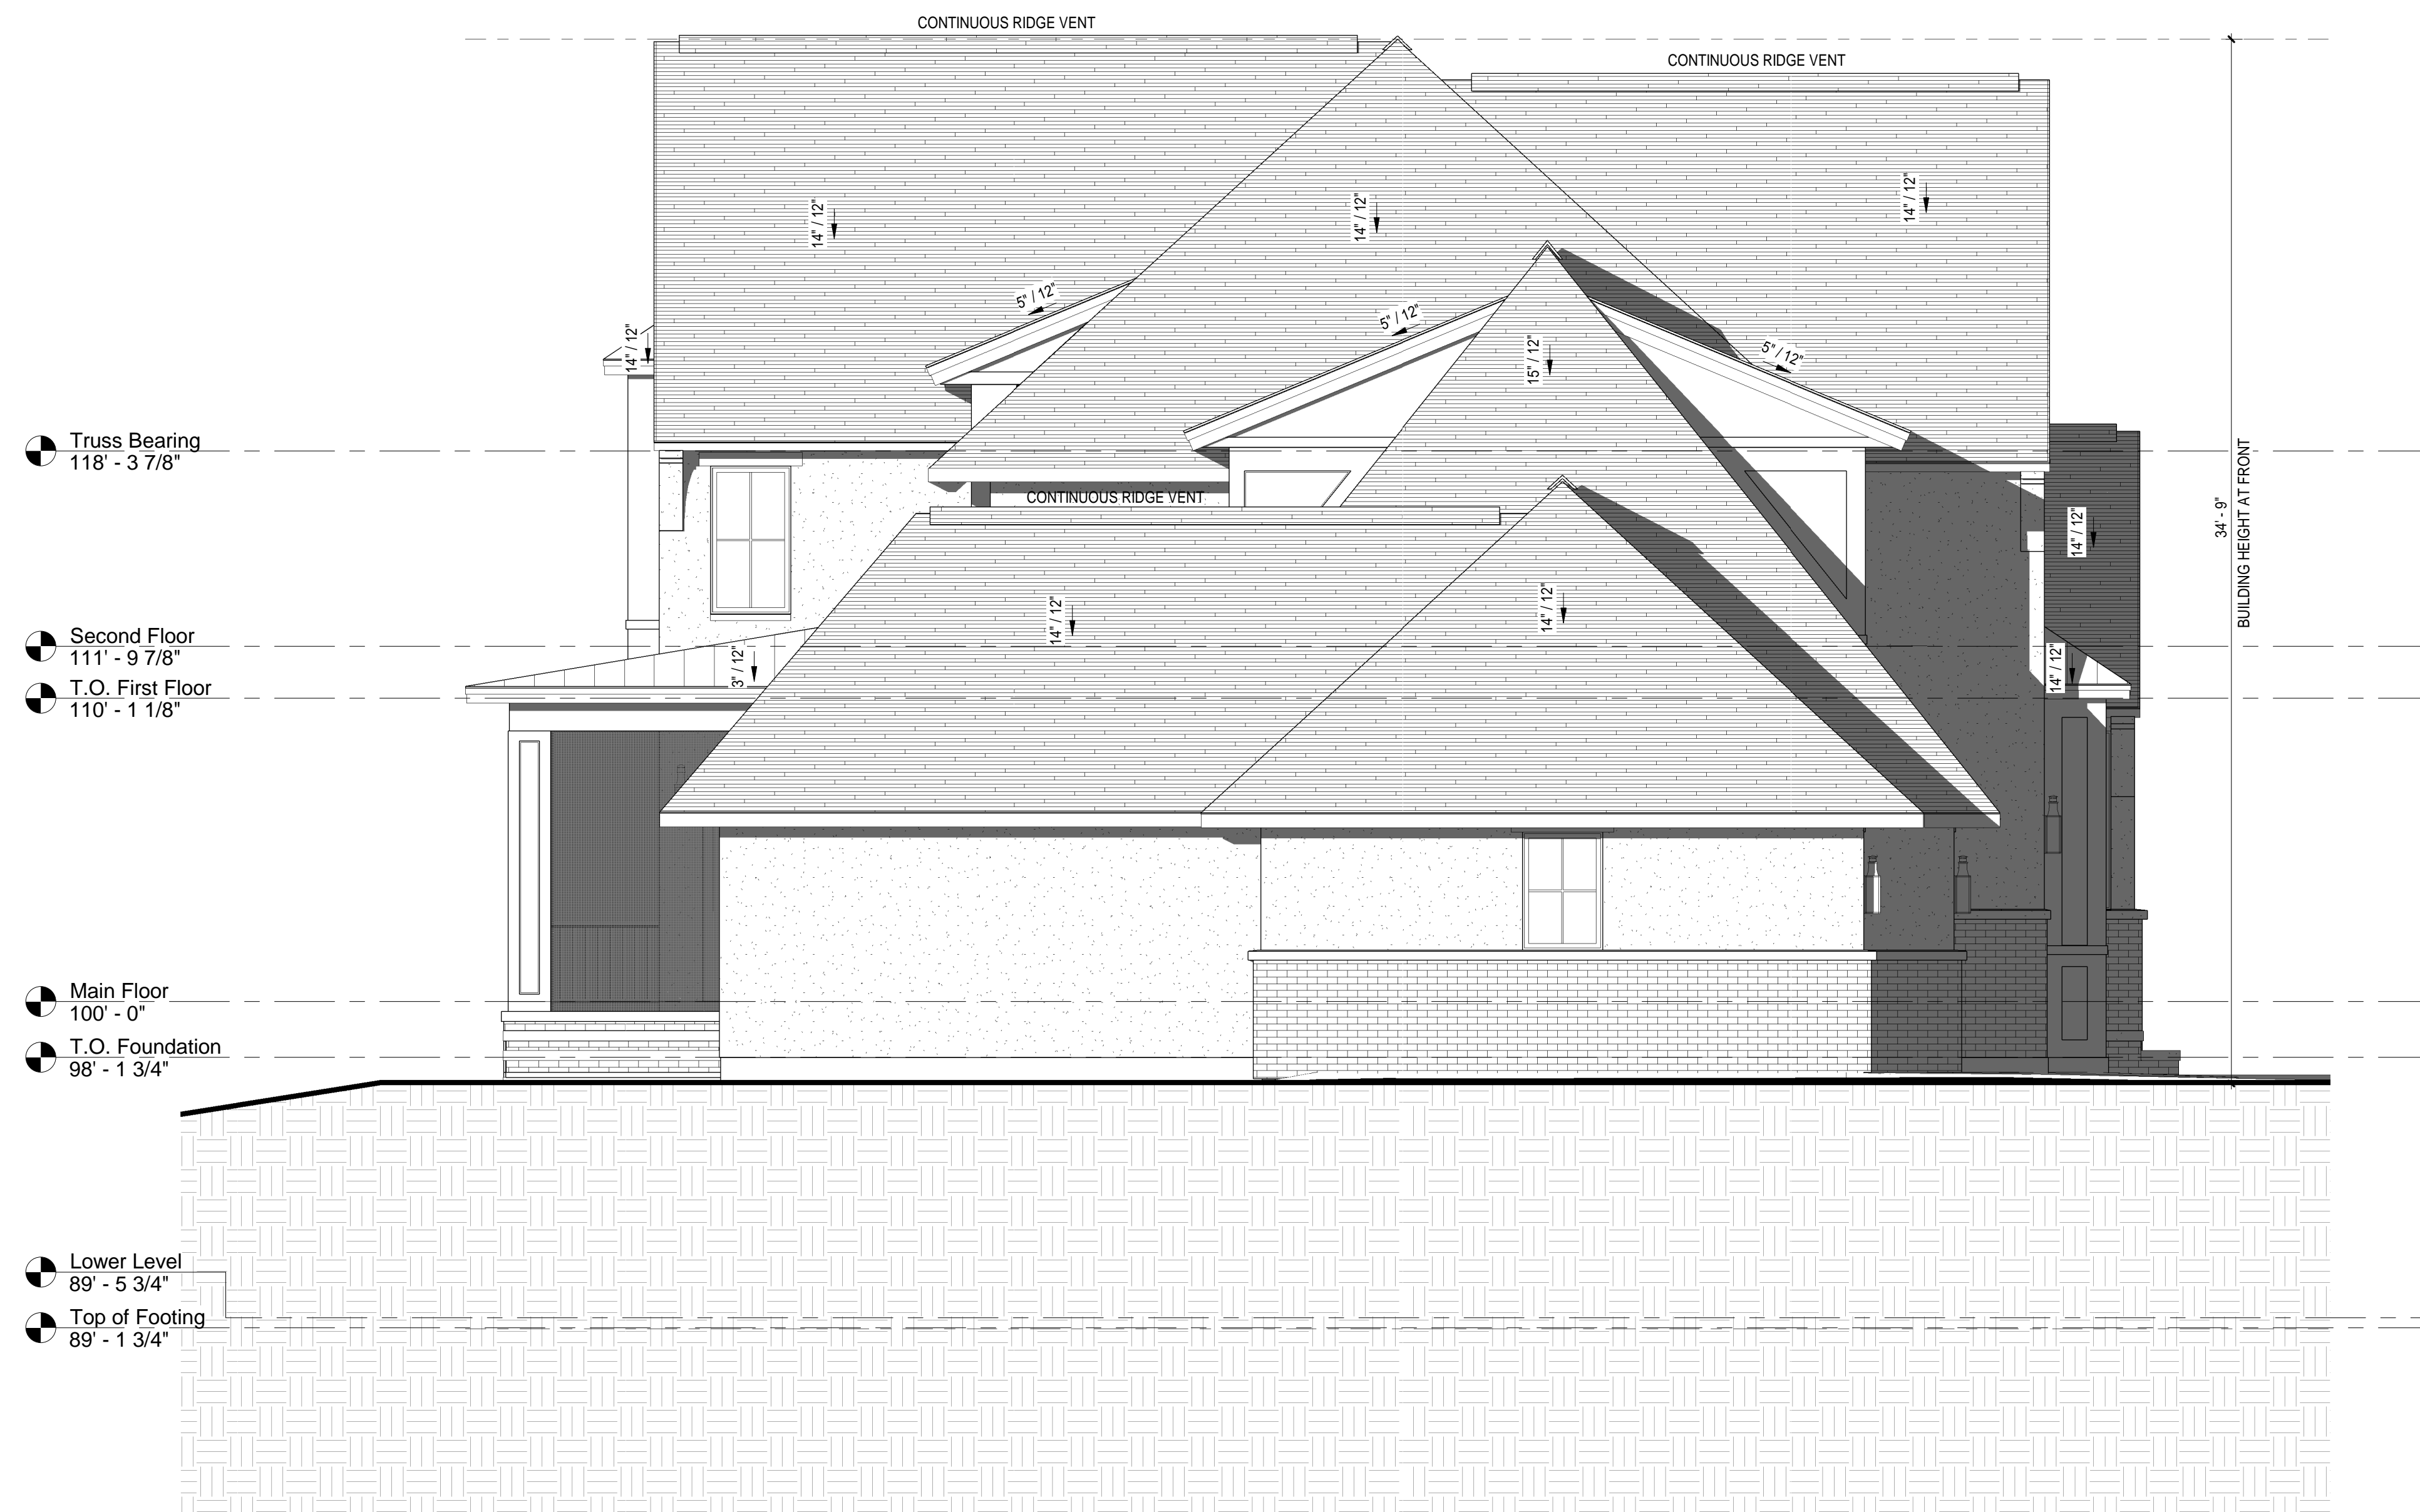 CONTINUOUS RIDGE VENT
CONTINUOUS RIDGE VENT
14" / 12"
14" / 12"
14" / 12"
5" / 12"
5" / 12"
14" / 12"
15" / 12"
5" / 12"
Truss Bearing
118' - 3 7/8"
CONTINUOUS RIDGE VENT
14" / 12"
34' - 9"
BUILDING HEIGHT AT FRONT
14" / 12"
14" / 12"
Second Floor
111' - 9 7/8"
3" / 12"
14" / 12"
T.O. First Floor
110' - 1 1/8"
Main Floor
100' - 0"
T.O. Foundation
98' - 1 3/4"
Lower Level
89' - 5 3/4"
Top of Footing
89' - 1 3/4"